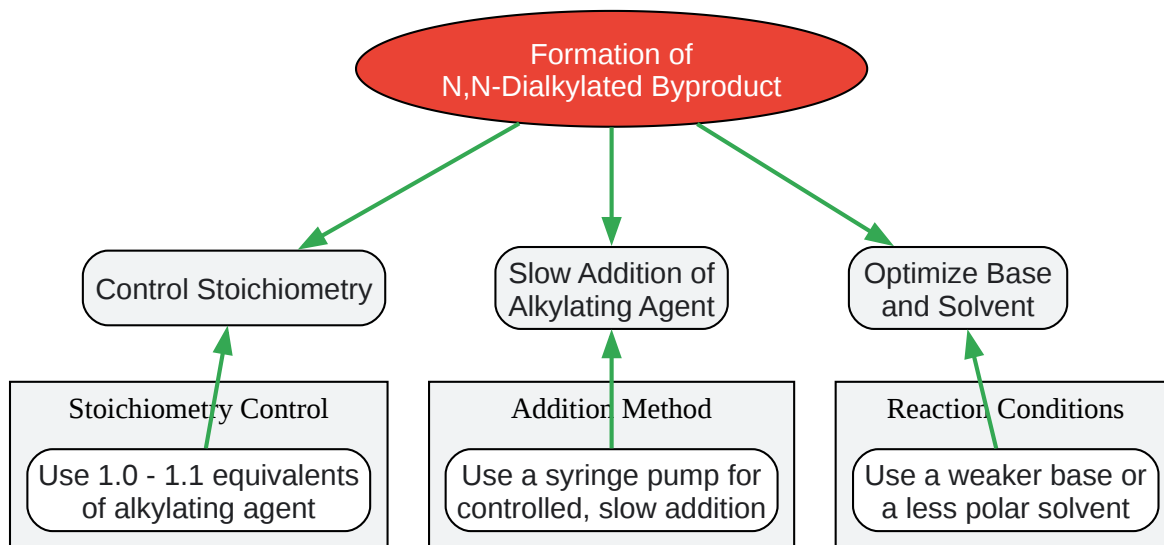 Formation of
N,N-Dialkylated Byproduct
Control Stoichiometry
Slow Addition of
Alkylating Agent
Optimize Base
and Solvent
Stoichiometry Control
Addition Method
Reaction Conditions
Use 1.0 - 1.1 equivalents
of alkylating agent
Use a syringe pump for
controlled, slow addition
Use a weaker base or
a less polar solvent